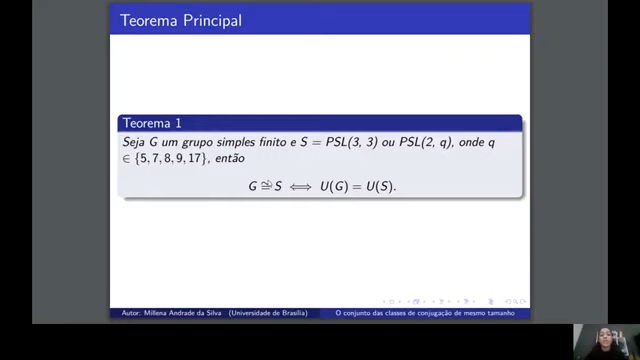 Teorema Principal
Teorema 1
Seja G um grupo simples finito e S = PSL(3, 3) ou PSL(2, q), onde q
∈ {5, 7, 8, 9, 17}, então
G ≅ S ⟺ U(G) = U(S).
Autor: Millena Andrade da Silva (Universidade de Brasília) O conjunto das classes de conjugação de mesmo tamanho